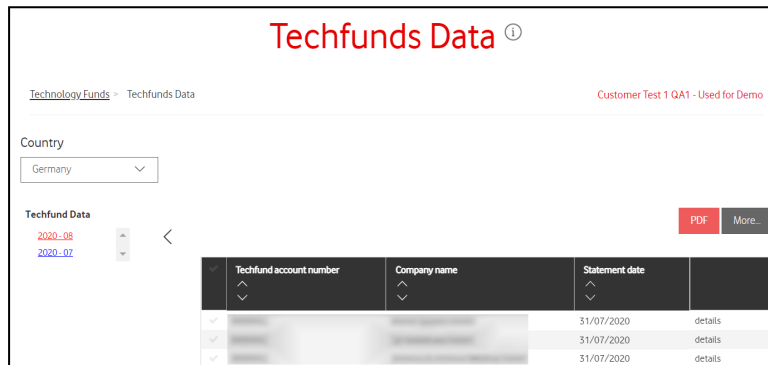 Techfunds Data
Technology Funds > Techfunds Data
Customer Test 1 QA1 - Used for Demo
Country
Germany
Techfund Data
2020 - 08
2020 - 07
PDF More...
Techfund account number Company name Statement date
31/07/2020 details
31/07/2020 details
31/07/2020 details